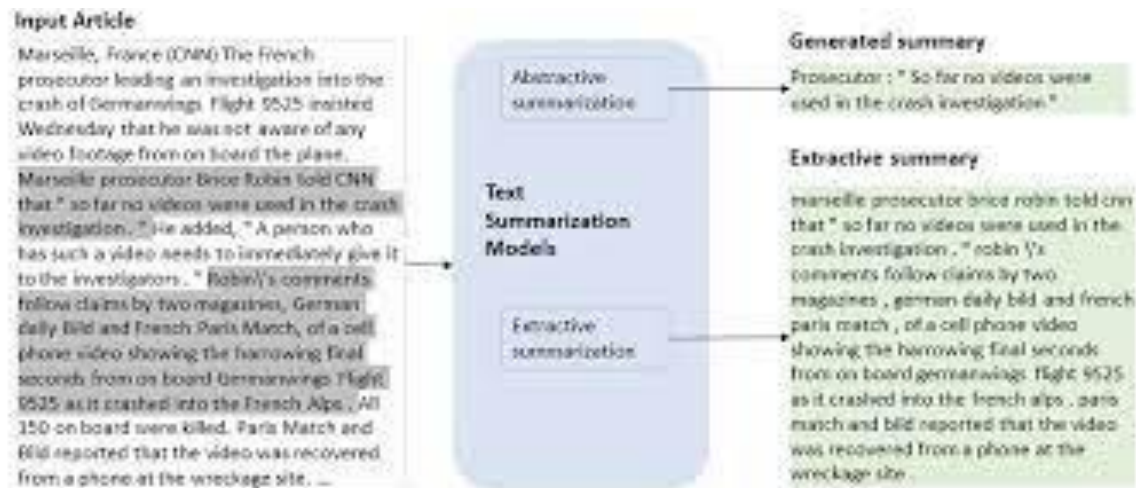 Input Article
Marseille, France (CNN) The French
prosecutor leading an investigation into the
crash of Germanwings Flight 9525 insisted
Wednesday that he was not aware of any
video footage from on board the plane.
Marseille prosecutor Brice Robin told CNN
that " so far no videos were used in the crash
investigation . " He added, " A person who
has such a video needs to immediately give it
to the investigators . " Robin\'s comments
follow claims by two magazines, German
daily Bild and French Paris Match, of a cell
phone video showing the harrowing final
seconds from on board Germanwings Flight
9525 as it crashed into the French Alps . All
150 on board were killed. Paris Match and
Bild reported that the video was recovered
from a phone at the wreckage site. ...
Abstractive
summarization
Text
Summarization
Models
Extractive
summarization
Generated summary
Prosecutor : " So far no videos were
used in the crash investigation "
Extractive summary
marseille prosecutor brice robin told cnn
that " so far no videos were used in the
crash investigation . " robin \'s
comments follow claims by two
magazines , german daily bild and french
paris match , of a cell phone video
showing the harrowing final seconds
from on board germanwings flight 9525
as it crashed into the french alps . paris
match and bild reported that the video
was recovered from a phone at the
wreckage site .